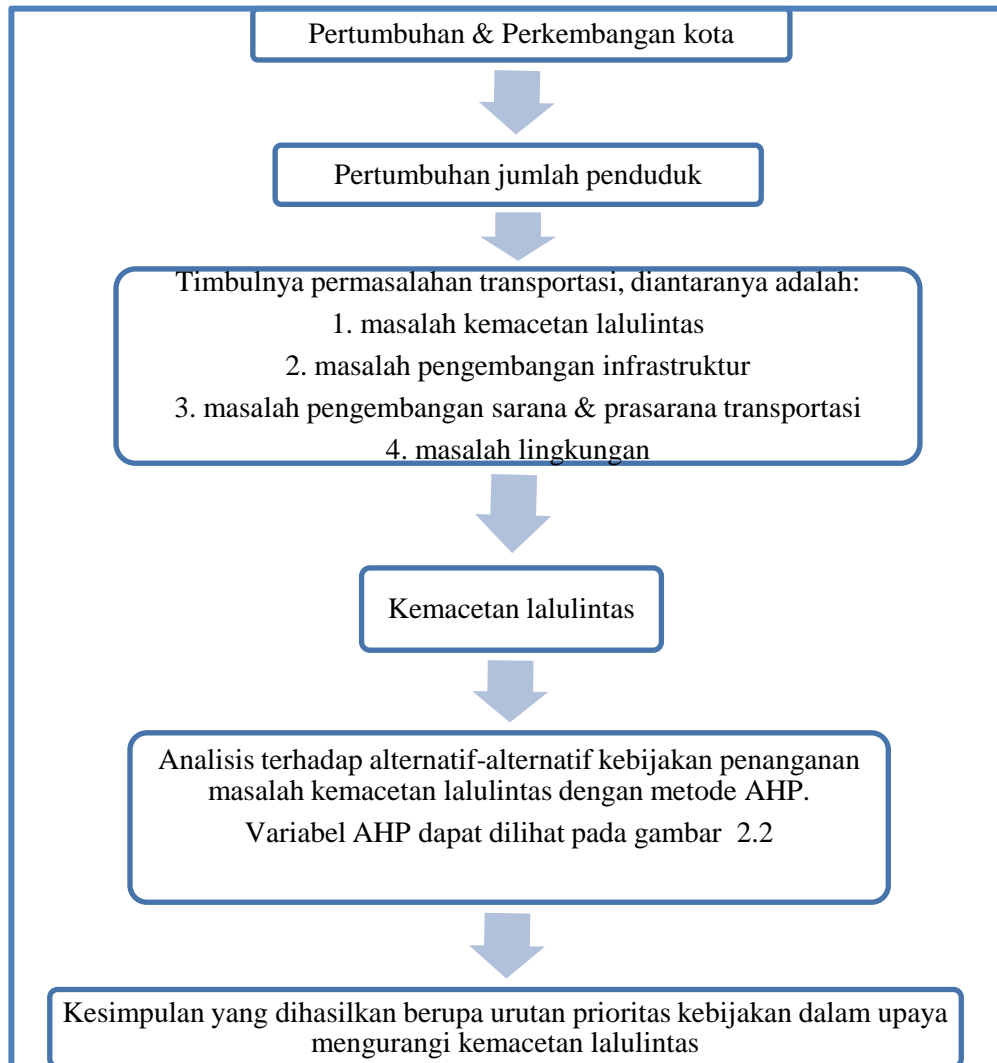 Pertumbuhan & Perkembangan kota
Pertumbuhan jumlah penduduk
Timbulnya permasalahan transportasi, diantaranya adalah:
1. masalah kemacetan lalulintas
2. masalah pengembangan infrastruktur
3. masalah pengembangan sarana & prasarana transportasi
4. masalah lingkungan
Kemacetan lalulintas
Analisis terhadap alternatif-alternatif kebijakan penanganan
masalah kemacetan lalulintas dengan metode AHP.
Variabel AHP dapat dilihat pada gambar 2.2
Kesimpulan yang dihasilkan berupa urutan prioritas kebijakan dalam upaya
mengurangi kemacetan lalulintas